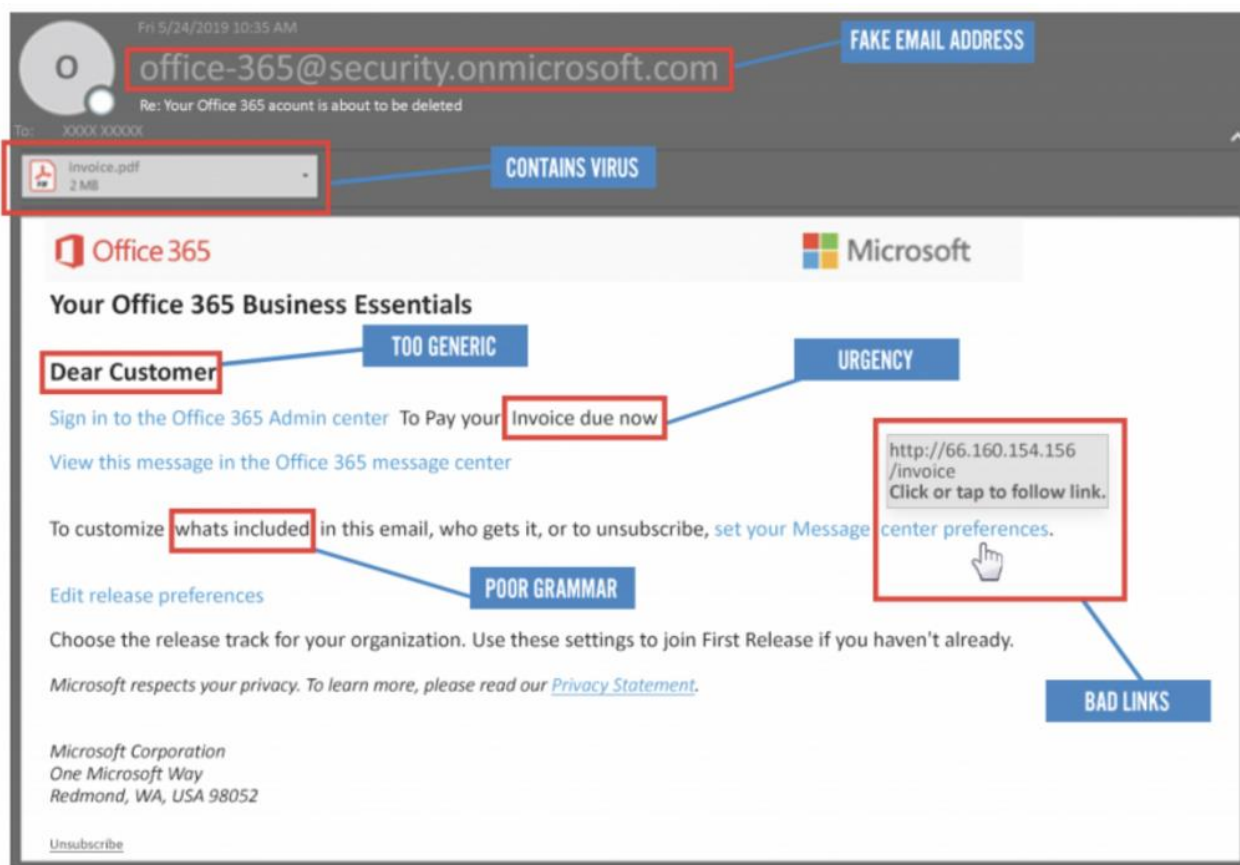 Fri 5/24/2019 10:35 AM
FAKE EMAIL ADDRESS
O
office-365@security.onmicrosoft.com
Re: Your Office 365 acount is about to be deleted
To: XXXX XXXXX
invoice.pdf
2 MB
CONTAINS VIRUS
Office 365
Microsoft
Your Office 365 Business Essentials
TOO GENERIC
URGENCY
Dear Customer
Sign in to the Office 365 Admin center To Pay your Invoice due now
View this message in the Office 365 message center
http://66.160.154.156
/invoice
Click or tap to follow link.
To customize whats included in this email, who gets it, or to unsubscribe, set your Message center preferences.
POOR GRAMMAR
Edit release preferences
Choose the release track for your organization. Use these settings to join First Release if you haven't already.
Microsoft respects your privacy. To learn more, please read our Privacy Statement.
BAD LINKS
Microsoft Corporation
One Microsoft Way
Redmond, WA, USA 98052
Unsubscribe